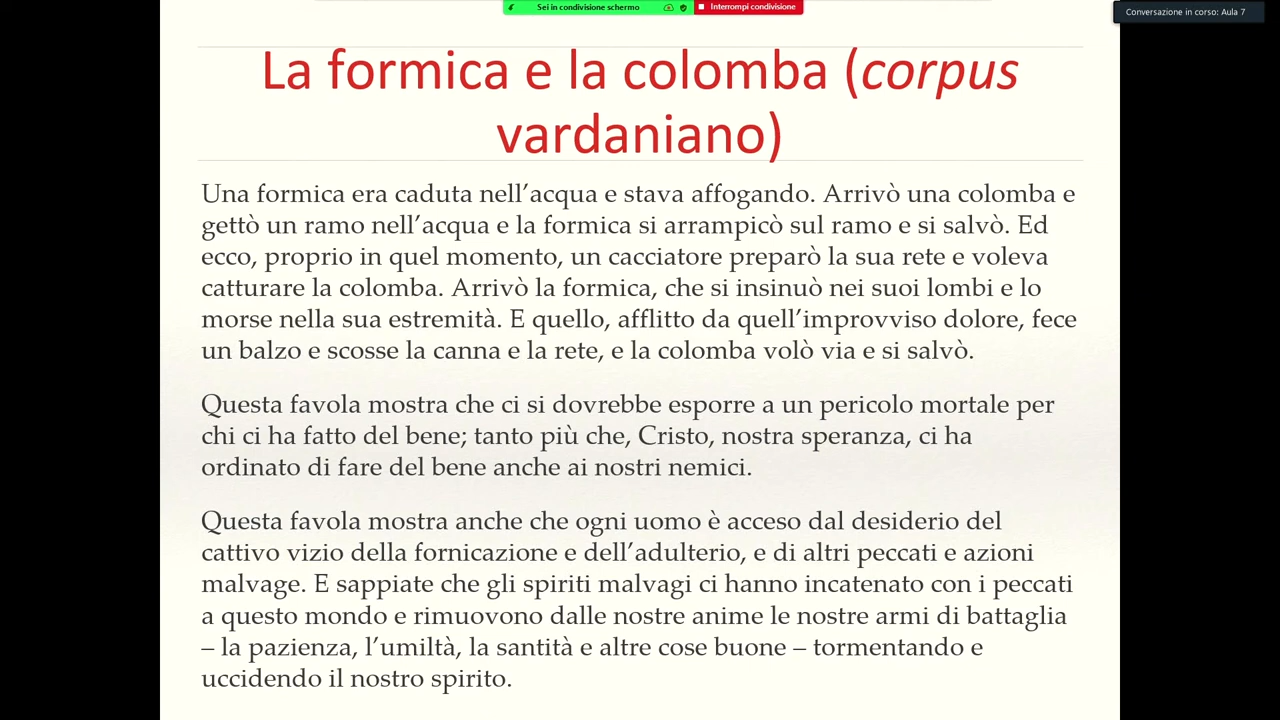 Sei in condivisione schermo
Interrompi condivisione
Conversazione in corso: Aula 7
La formica e la colomba (corpus
vardaniano)
Una formica era caduta nell’acqua e stava affogando. Arrivò una colomba e
gettò un ramo nell’acqua e la formica si arrampicò sul ramo e si salvò. Ed
ecco, proprio in quel momento, un cacciatore preparò la sua rete e voleva
catturare la colomba. Arrivò la formica, che si insinuò nei suoi lombi e lo
morse nella sua estremità. E quello, afflitto da quell’improvviso dolore, fece
un balzo e scosse la canna e la rete, e la colomba volò via e si salvò.
Questa favola mostra che ci si dovrebbe esporre a un pericolo mortale per
chi ci ha fatto del bene; tanto più che, Cristo, nostra speranza, ci ha
ordinato di fare del bene anche ai nostri nemici.
Questa favola mostra anche che ogni uomo è acceso dal desiderio del
cattivo vizio della fornicazione e dell’adulterio, e di altri peccati e azioni
malvage. E sappiate che gli spiriti malvagi ci hanno incatenato con i peccati
a questo mondo e rimuovono dalle nostre anime le nostre armi di battaglia
– la pazienza, l’umiltà, la santità e altre cose buone – tormentando e
uccidendo il nostro spirito.